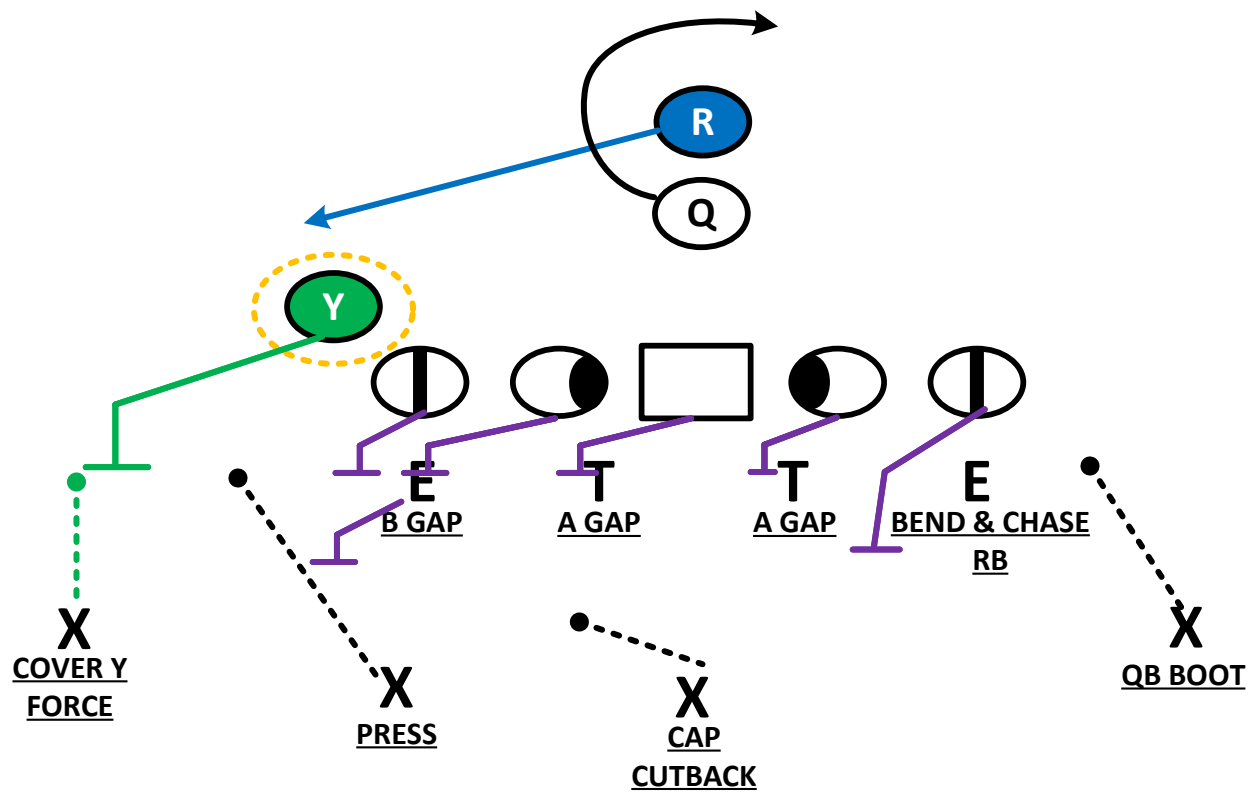 R
Q
Y
E T T E
B GAP A GAP A GAP BEND & CHASE
RB
X X
COVER Y
FORCE
QB BOOT
X X
PRESS CAP
CUTBACK